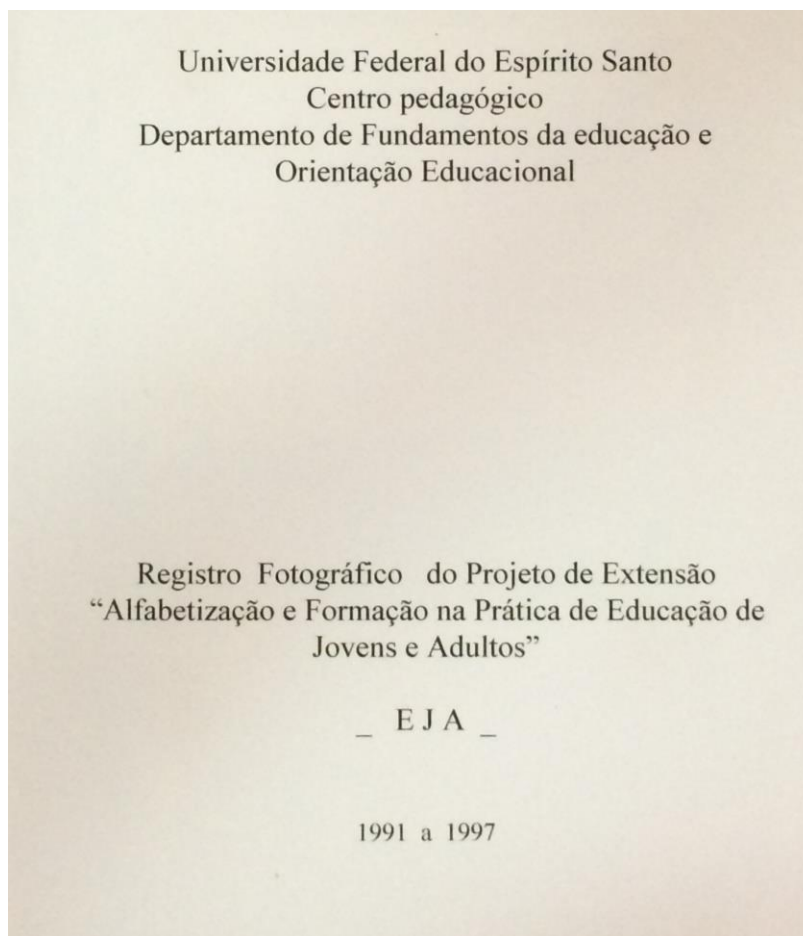 Universidade Federal do Espírito Santo
Centro pedagógico
Departamento de Fundamentos da educação e
Orientação Educacional
Registro Fotográfico do Projeto de Extensão
“Alfabetização e Formação na Prática de Educação de
Jovens e Adultos”
_ E J A _
1991 a 1997